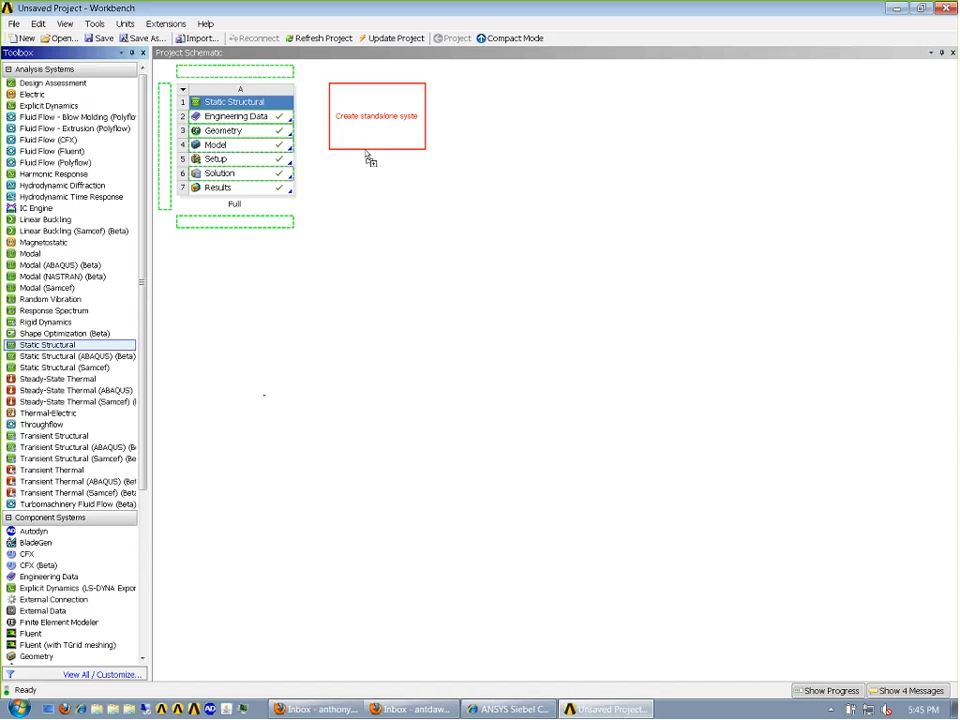 Unsaved Project - Workbench
File Edit View Tools Units Extensions Help
New Open... Save Save As... Import... Reconnect Refresh Project Update Project Project Compact Mode
Toolbox
Project Schematic
Analysis Systems
Design Assessment
Electric
Explicit Dynamics
Fluid Flow - Blow Molding (Polyflo
Fluid Flow - Extrusion (Polyflow)
Fluid Flow (CFX)
Fluid Flow (Fluent)
Fluid Flow (Polyflow)
Harmonic Response
Hydrodynamic Diffraction
Hydrodynamic Time Response
IC Engine
Linear Buckling
Linear Buckling (Samcef) (Beta)
Magnetostatic
Modal
Modal (ABAQUS) (Beta)
Modal (NASTRAN) (Beta)
Modal (Samcef)
Random Vibration
Response Spectrum
Rigid Dynamics
Shape Optimization (Beta)
Static Structural
Static Structural (ABAQUS) (Beta)
Static Structural (Samcef)
Steady-State Thermal
Steady-State Thermal (ABAQUS)
Steady-State Thermal (Samcef) (Beta
Thermal-Electric
Throughflow
Transient Structural
Transient Structural (ABAQUS) (B
Transient Structural (Samcef) (Be
Transient Thermal
Transient Thermal (ABAQUS) (Bet
Transient Thermal (Samcef) (Beta
Turbomachinery Fluid Flow (Beta)
Component Systems
Autodyn
BladeGen
CFX
CFX (Beta)
Engineering Data
Explicit Dynamics (LS-DYNA Expor
External Connection
External Data
Finite Element Modeler
Fluent
Fluent (with TGrid meshing)
Geometry
View All / Customize...
A
1 Static Structural
2 Engineering Data
3 Geometry
4 Model
5 Setup
6 Solution
7 Results
Full
Create standalone syste
Ready
Show Progress Show 4 Messages
Inbox - anthony... Inbox - antdaw... ANSYS Siebel C... Unsaved Project...
5:45 PM